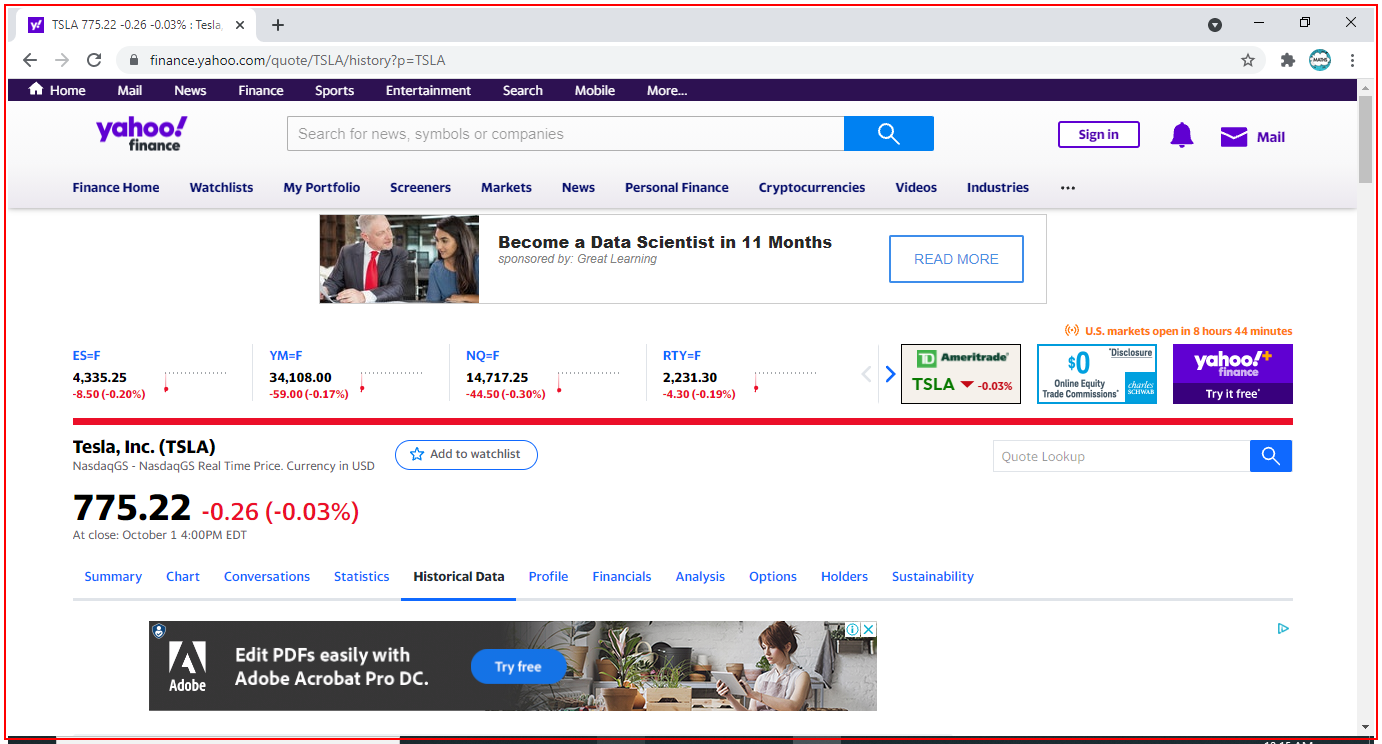 TSLA 775.22 -0.26 -0.03% : Tesla,
finance.yahoo.com/quote/TSLA/history?p=TSLA
Home Mail News Finance Sports Entertainment Search Mobile More...
yahoo! finance
Search for news, symbols or companies
Sign in
Mail
Finance Home Watchlists My Portfolio Screeners Markets News Personal Finance Cryptocurrencies Videos Industries ...
Become a Data Scientist in 11 Months
sponsored by: Great Learning
READ MORE
U.S. markets open in 8 hours 44 minutes
ES=F
4,335.25
-8.50 (-0.20%)
YM=F
34,108.00
-59.00 (-0.17%)
NQ=F
14,717.25
-44.50 (-0.30%)
RTY=F
2,231.30
-4.30 (-0.19%)
TD Ameritrade
TSLA -0.03%
$0 *Disclosure
Online Equity
Trade Commissions*
charles
SCHWAB
yahoo!+
finance
Try it free*
Tesla, Inc. (TSLA)
NasdaqGS - NasdaqGS Real Time Price. Currency in USD
Add to watchlist
Quote Lookup
775.22 -0.26 (-0.03%)
At close: October 1 4:00PM EDT
Summary Chart Conversations Statistics Historical Data Profile Financials Analysis Options Holders Sustainability
Adobe
Edit PDFs easily with
Adobe Acrobat Pro DC.
Try free